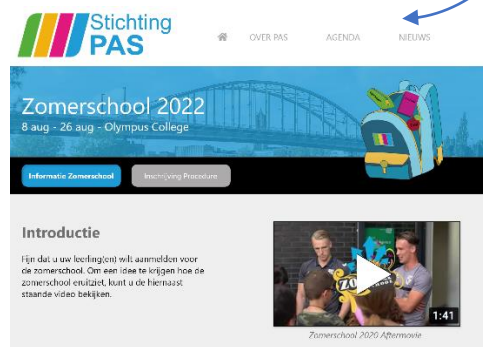 Stichting
PAS
OVER PAS
AGENDA
NIEUWS
Zomerschool 2022
8 aug - 26 aug - Olympus College
Informatie Zomerschool
Inschrijving Procedure
Introductie
Fijn dat u uw leerling(en) wilt aanmelden voor
de zomerschool. Om een idee te krijgen hoe de
zomerschool eruitziet, kunt u de hiernaast
staande video bekijken.
1:41
Zomerschool 2020 Aftermovie